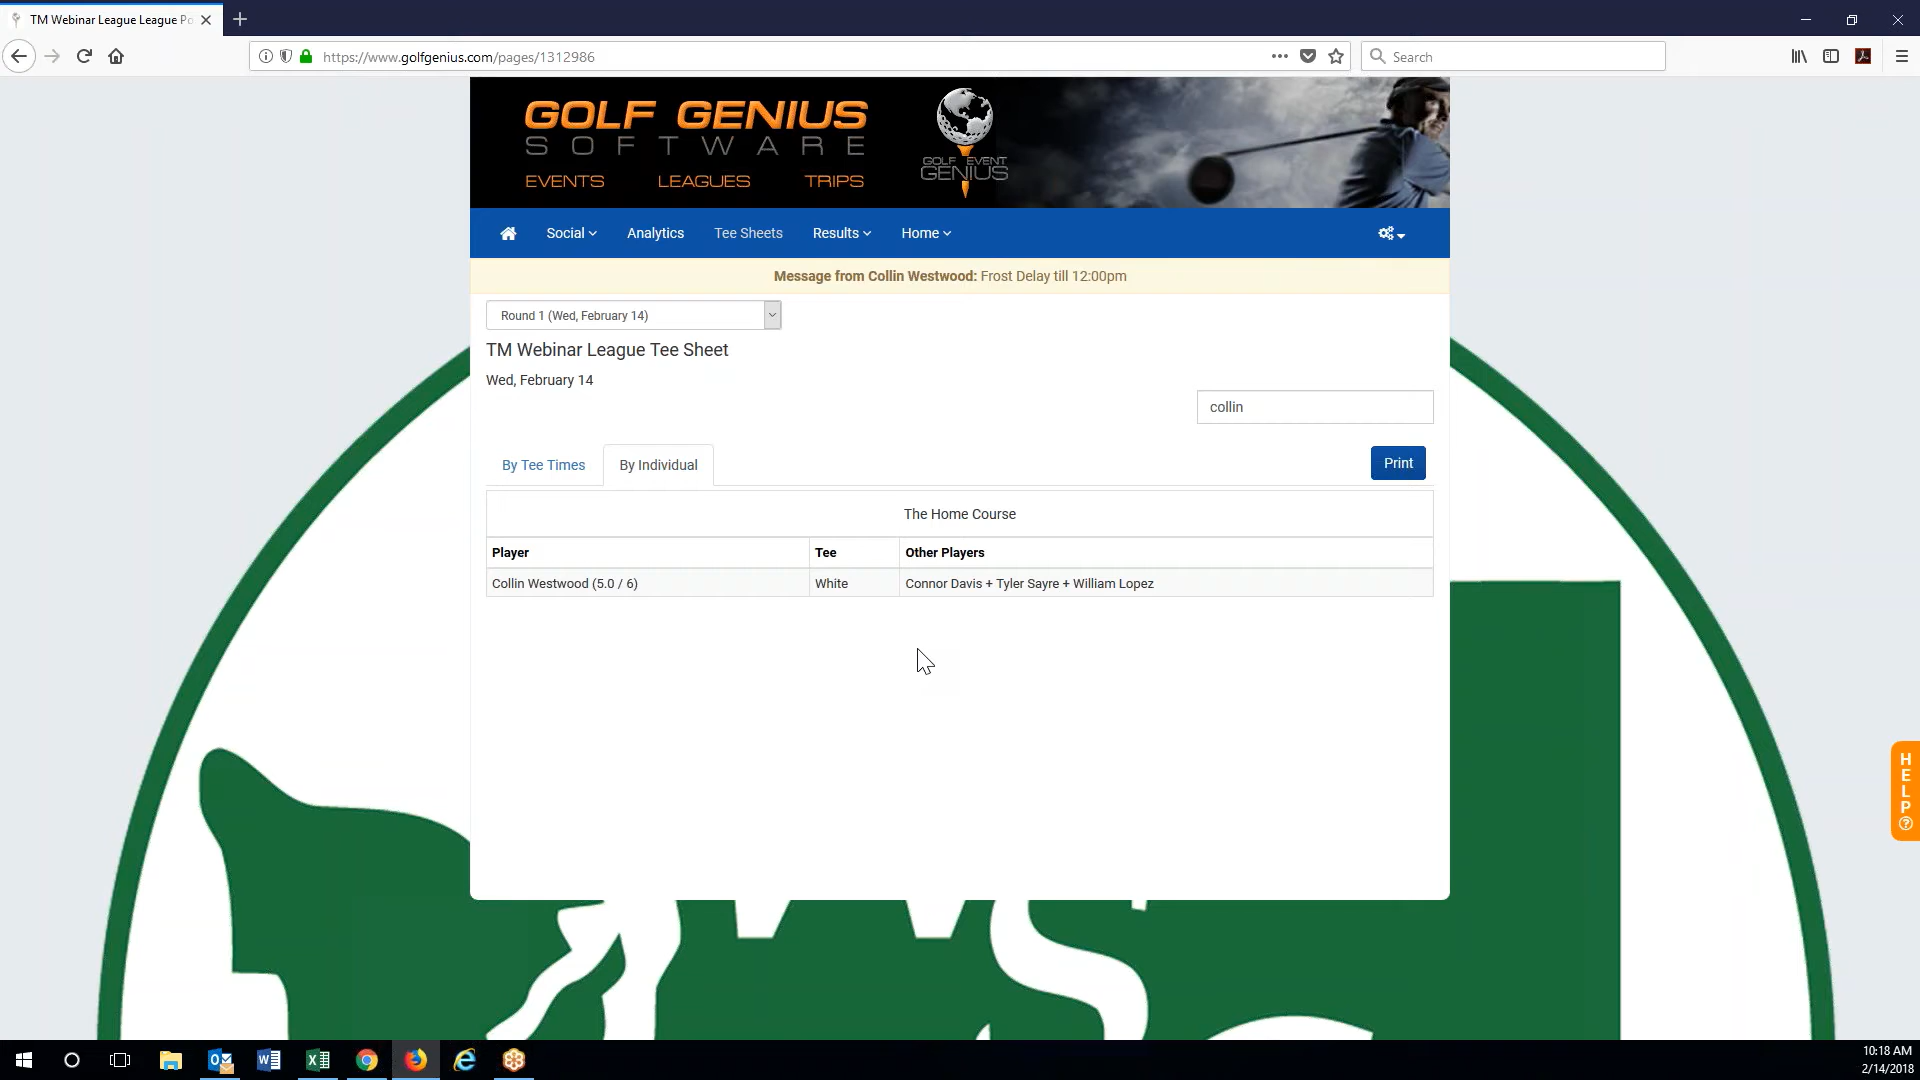 TM Webinar League League Po
https://www.golfgenius.com/pages/1312986
Search
GOLF GENIUS
SOFTWARE
EVENTS LEAGUES TRIPS
GOLF EVENT
GENIUS
Social Analytics Tee Sheets Results Home
Message from Collin Westwood: Frost Delay till 12:00pm
Round 1 (Wed, February 14)
TM Webinar League Tee Sheet
Wed, February 14
collin
By Tee Times By Individual Print
The Home Course
Player Tee Other Players
Collin Westwood (5.0 / 6) White Connor Davis + Tyler Sayre + William Lopez
HELP
10:18 AM
2/14/2018